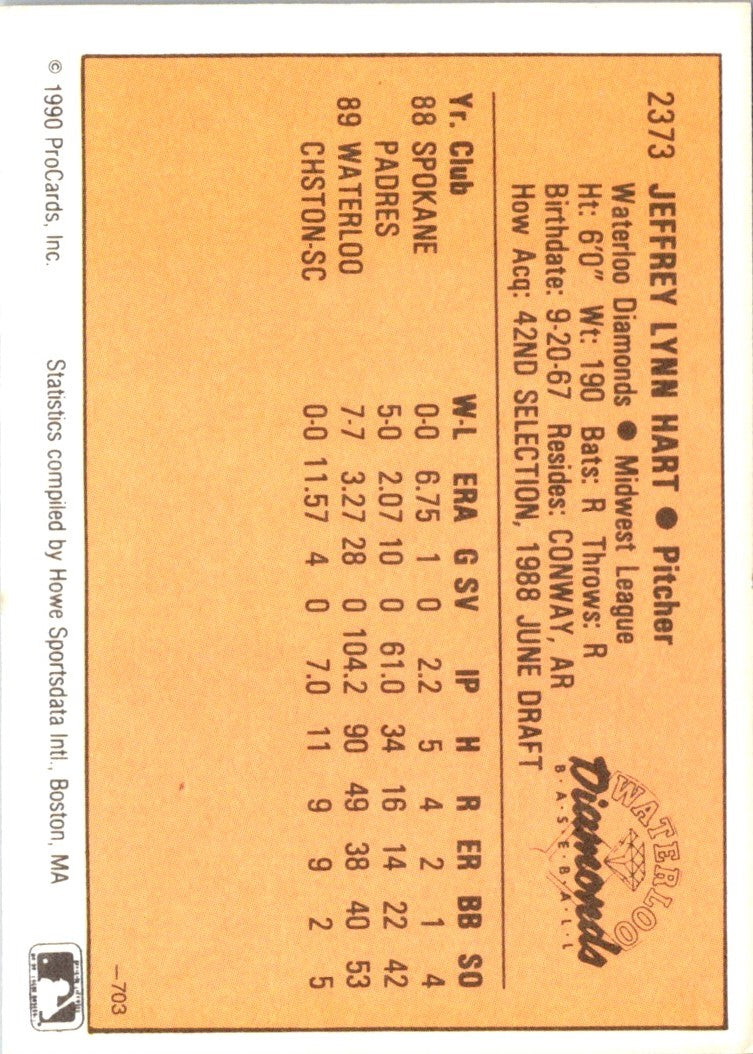 2373 JEFFREY LYNN HART ● Pitcher
Waterloo Diamonds ● Midwest League
Ht: 6'0" Wt: 190 Bats: R Throws: R
Birthdate: 9-20-67 Resides: CONWAY, AR
How Acq: 42ND SELECTION, 1988 JUNE DRAFT
WATERLOO
Diamonds
B·A·S·E·B·A·L·L
Yr. Club W-L ERA G SV IP H R ER BB SO
88 SPOKANE 0-0 6.75 1 0 2.2 5 4 2 1 4
PADRES 5-0 2.07 10 0 61.0 34 16 14 22 42
89 WATERLOO 7-7 3.27 28 0 104.2 90 49 38 40 53
CHSTON-SC 0-0 11.57 4 0 7.0 11 9 9 2 5
—703
© 1990 ProCards, Inc. Statistics compiled by Howe Sportsdata Intl., Boston, MA